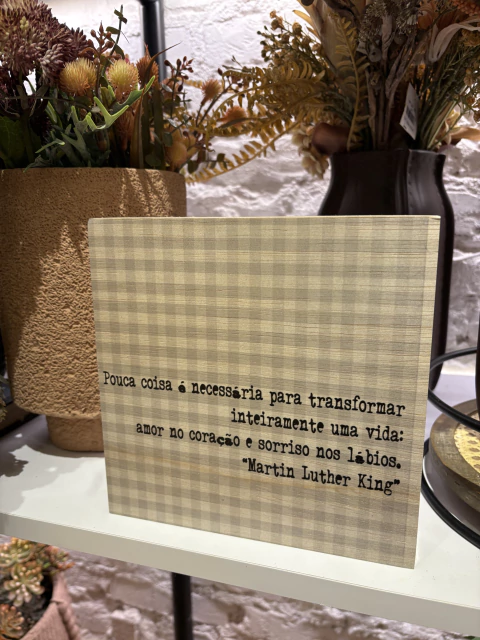 Pouca coisa é necessária para transformar
inteiramente uma vida:
amor no coração e sorriso nos lábios.
"Martin Luther King"